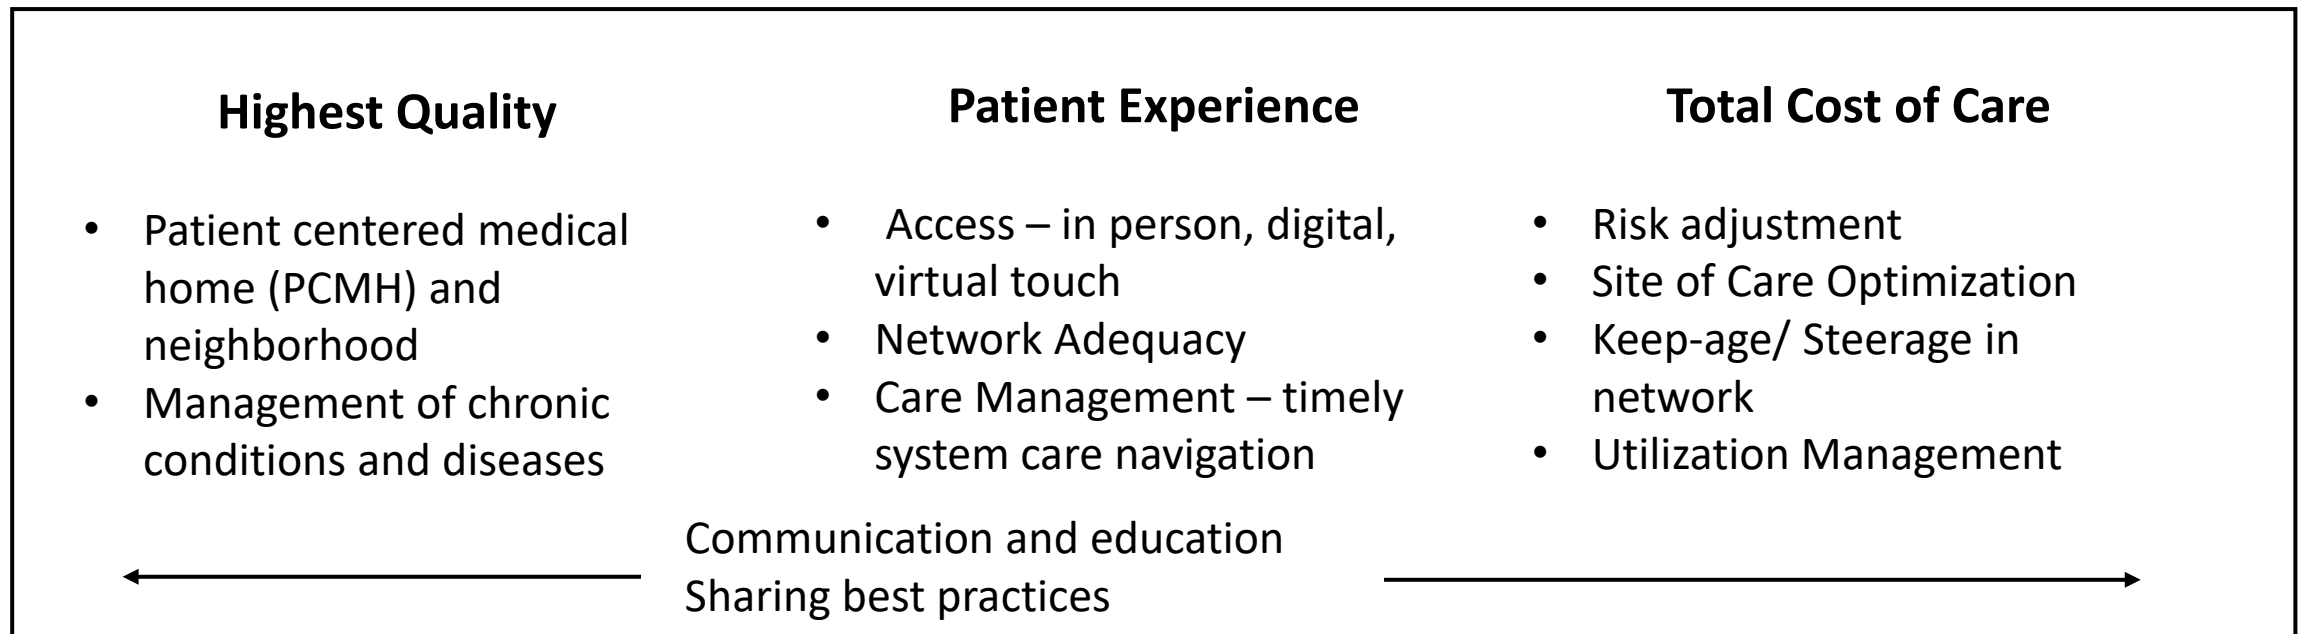 Highest Quality
• Patient centered medical
home (PCMH) and
neighborhood
• Management of chronic
conditions and diseases
Patient Experience
• Access – in person, digital,
virtual touch
• Network Adequacy
• Care Management – timely
system care navigation
Total Cost of Care
• Risk adjustment
• Site of Care Optimization
• Keep-age/ Steerage in
network
• Utilization Management
Communication and education
Sharing best practices